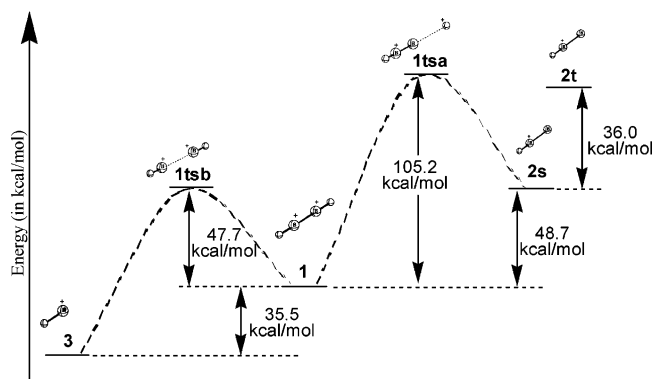 Energy (in kcal/mol)
1tsa
2t
36.0
kcal/mol
1tsb
105.2
kcal/mol
2s
47.7
kcal/mol
48.7
kcal/mol
1
35.5
kcal/mol
3